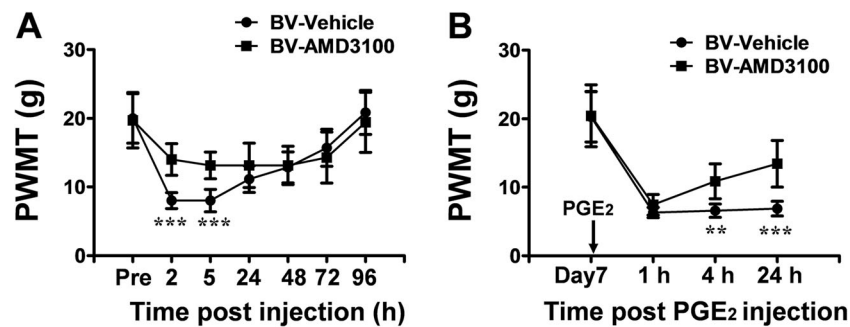 A
BV-Vehicle
BV-AMD3100
PWMT (g)
30
20
10
0
*** ***
Pre 2 5 24 48 72 96
Time post injection (h)
B
BV-Vehicle
BV-AMD3100
PWMT (g)
30
20
10
0
PGE₂
** ***
Day7 1 h 4 h 24 h
Time post PGE₂ injection